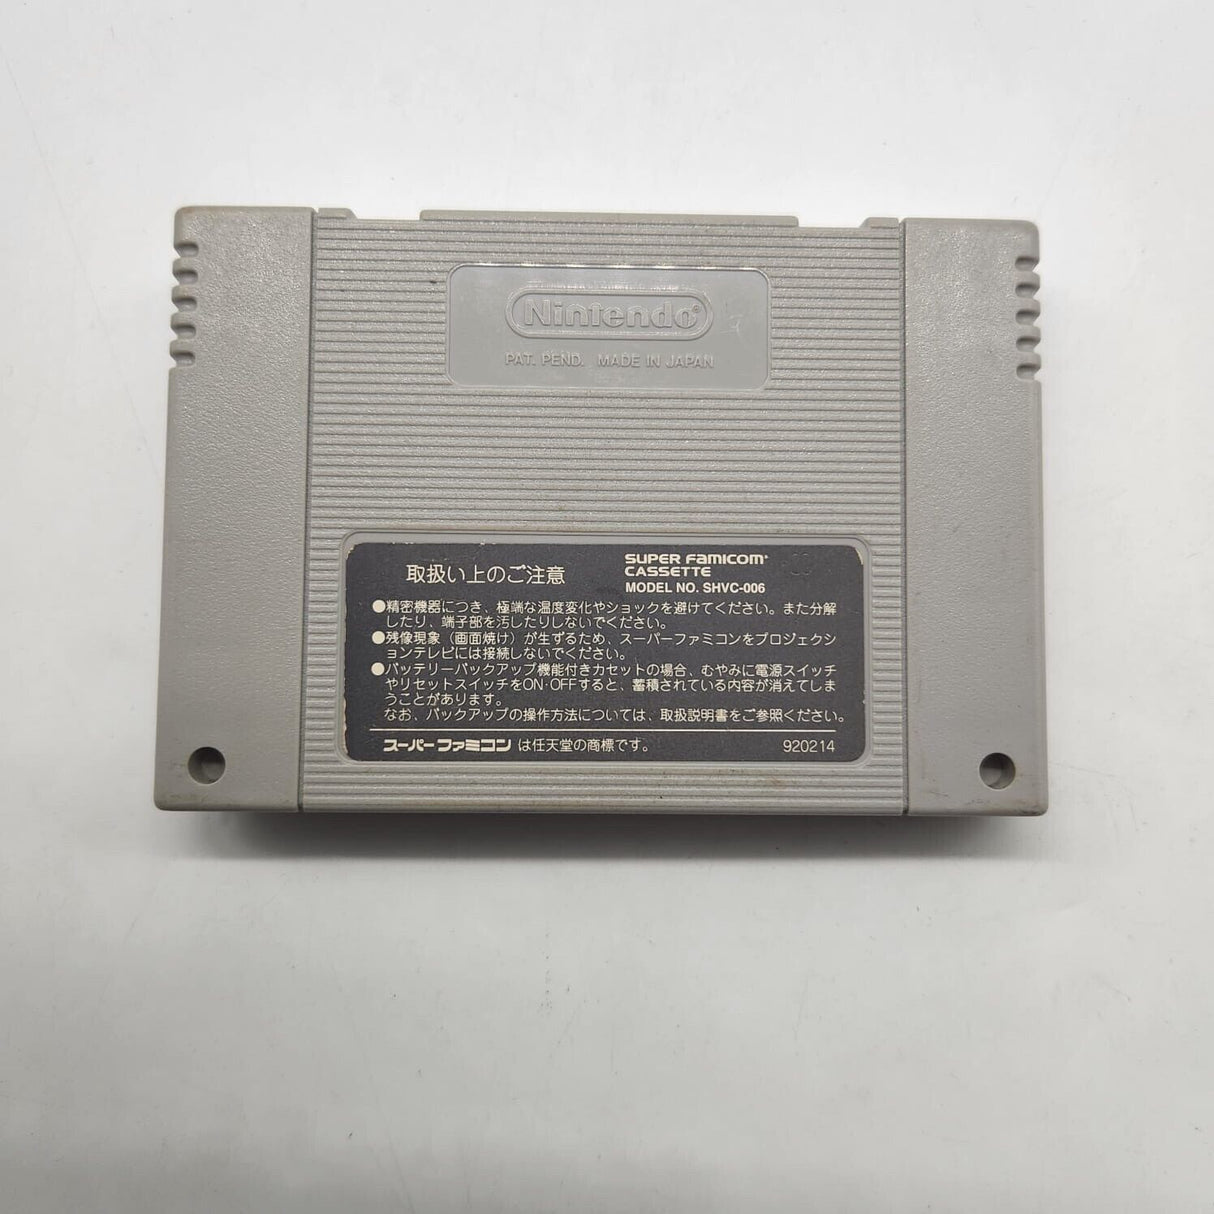 Nintendo®
PAT. PEND. MADE IN JAPAN
取扱い上のご注意
SUPER FAMICOM®
CASSETTE
MODEL NO. SHVC-006
●精密機器につき、極端な温度変化やショックを避けてください。また分解
したり、端子部を汚したりしないでください。
●残像現象（画面焼け）が生ずるため、スーパーファミコンをプロジェクシ
ョンテレビには接続しないでください。
●バッテリーバックアップ機能付きカセットの場合、むやみに電源スイッチ
やリセットスイッチをON・OFFすると、蓄積されている内容が消えてしま
うことがあります。
なお、バックアップの操作方法については、取扱説明書をご参照ください。
スーパーファミコン は任天堂の商標です。 920214